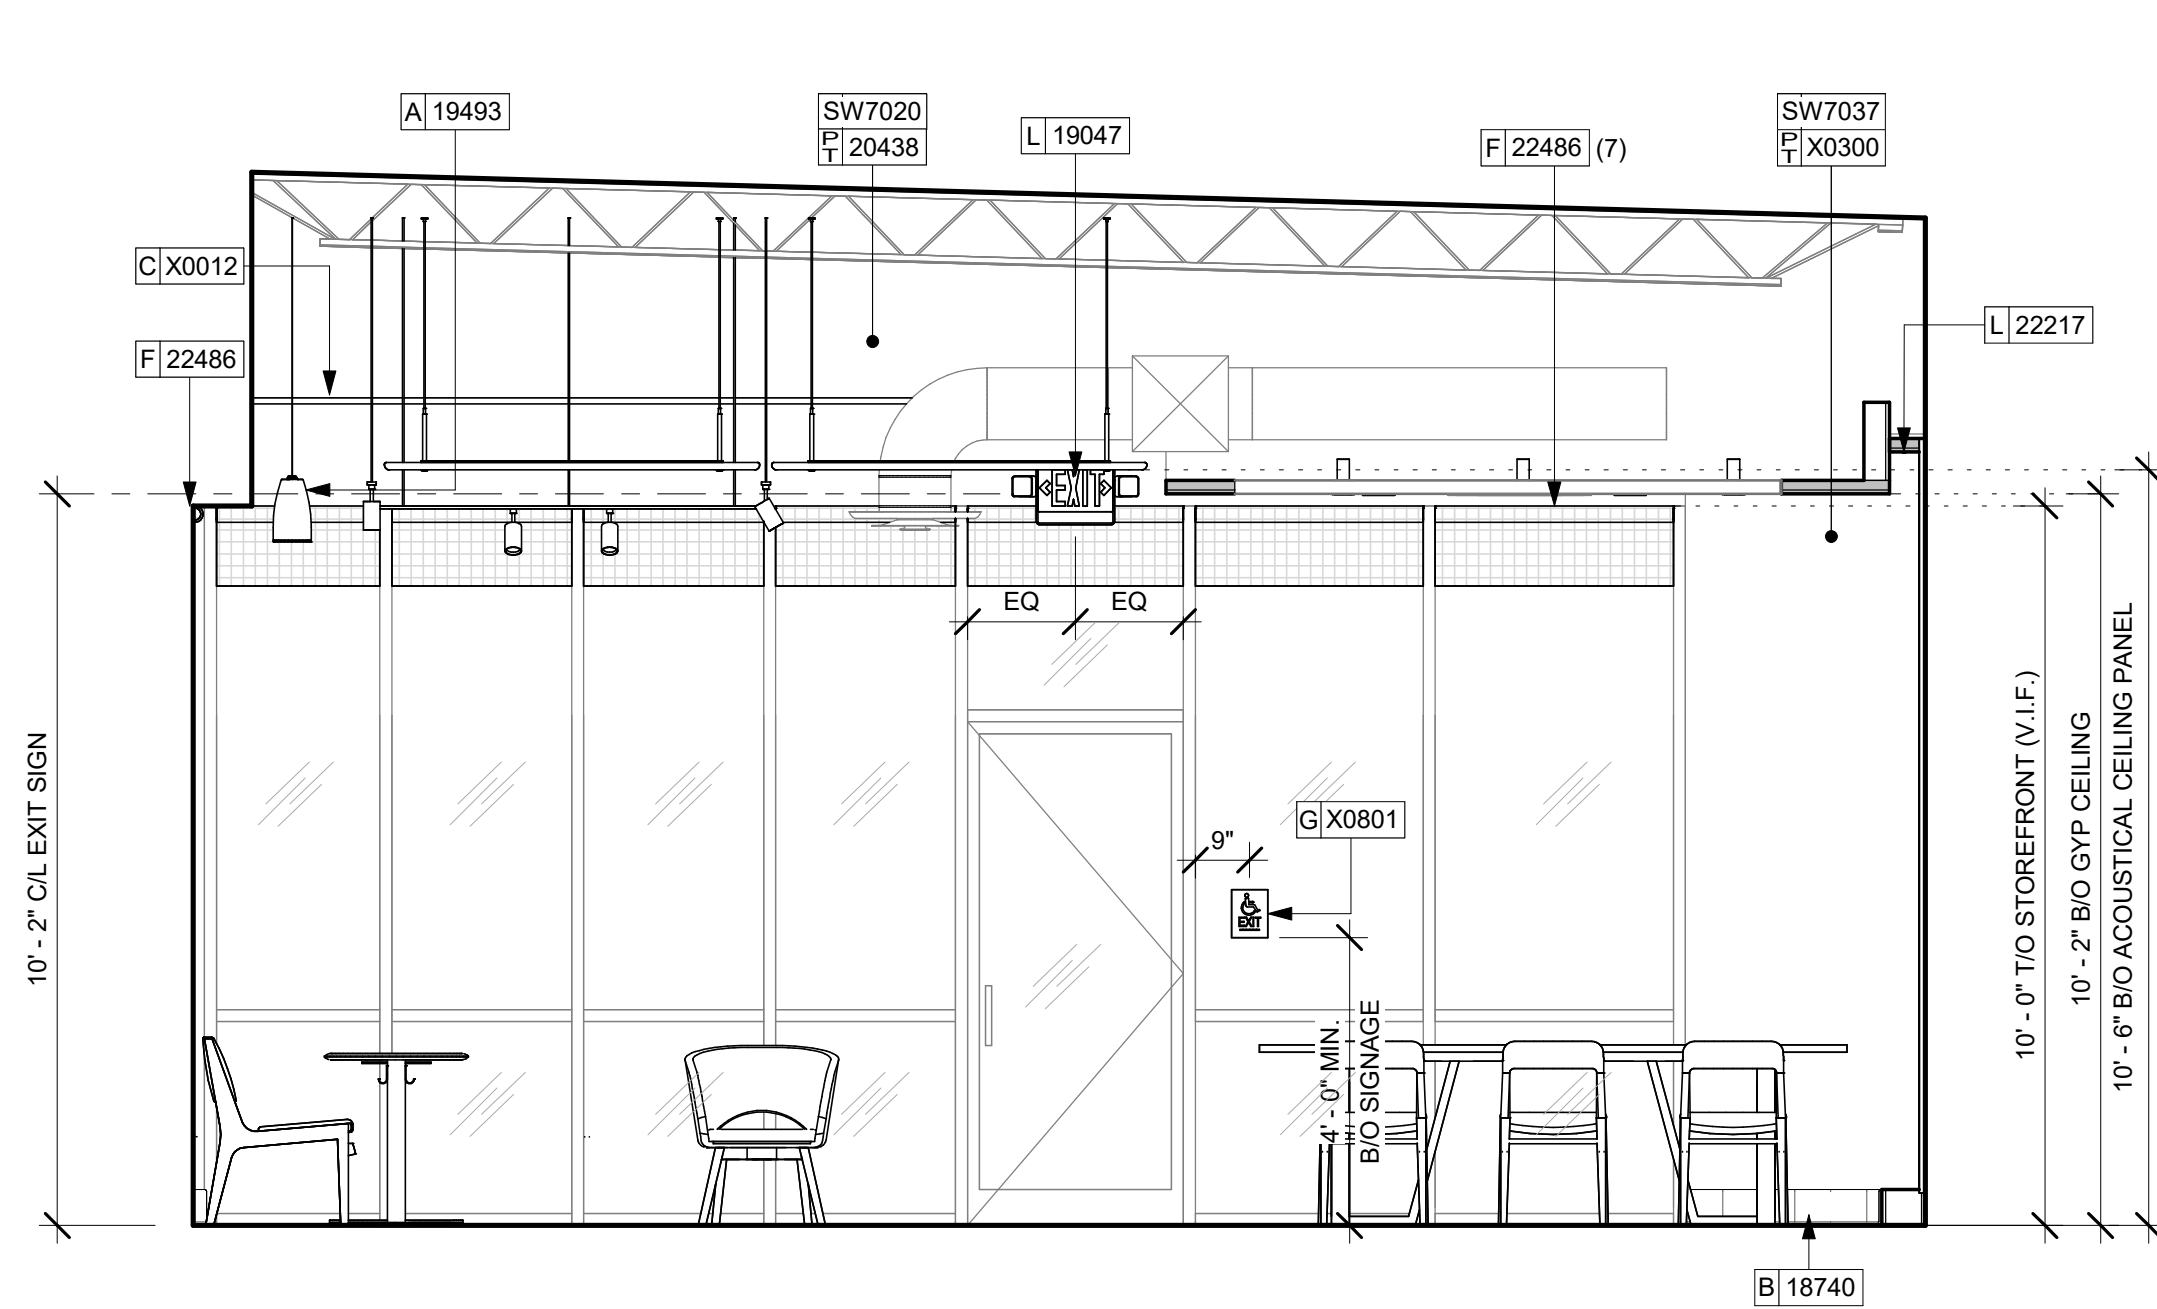 A 19493
SW7020
PT 20438
L 19047
F 22486 (7)
SW7037
PT X0300
C X0012
F 22486
L 22217
EXIT
EQ
EQ
G X0801
9"
EXIT
10' - 2" C/L EXIT SIGN
4' - 0" MIN.
B/O SIGNAGE
10' - 0" T/O STOREFRONT (V.I.F.)
10' - 2" B/O GYP CEILING
10' - 6" B/O ACOUSTICAL CEILING PANEL
B 18740